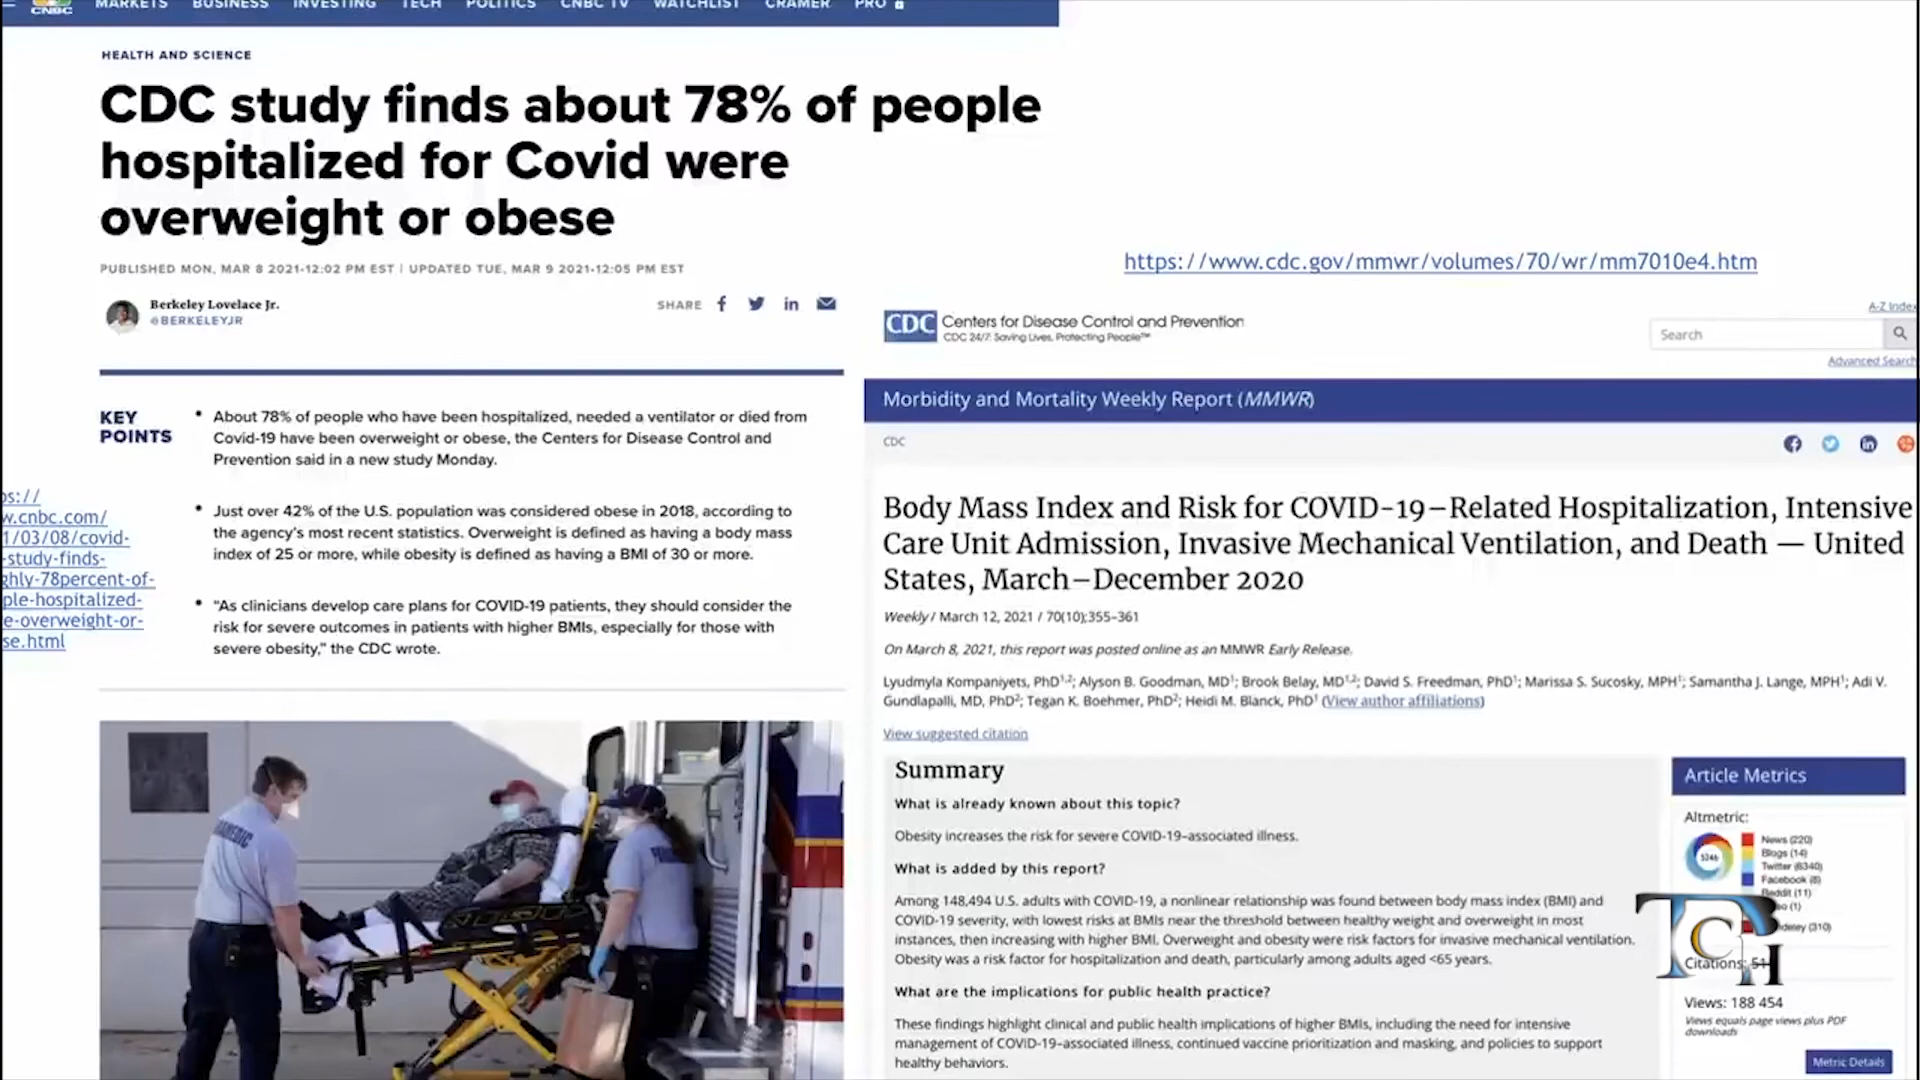 MARKETS BUSINESS INVESTING TECH POLITICS CNBC TV WATCHLIST CRAMER PRO
CNBC
HEALTH AND SCIENCE
CDC study finds about 78% of people
hospitalized for Covid were
overweight or obese
PUBLISHED MON, MAR 8 2021-12:02 PM EST | UPDATED TUE, MAR 9 2021-12:05 PM EST
Berkeley Lovelace Jr.
@BERKELEYJR
SHARE
KEY
POINTS
• About 78% of people who have been hospitalized, needed a ventilator or died from
Covid-19 have been overweight or obese, the Centers for Disease Control and
Prevention said in a new study Monday.
• Just over 42% of the U.S. population was considered obese in 2018, according to
the agency's most recent statistics. Overweight is defined as having a body mass
index of 25 or more, while obesity is defined as having a BMI of 30 or more.
• "As clinicians develop care plans for COVID-19 patients, they should consider the
risk for severe outcomes in patients with higher BMIs, especially for those with
severe obesity," the CDC wrote.
ps://
w.cnbc.com/
1/03/08/covid-
-study-finds-
ghly-78percent-of-
ple-hospitalized-
e-overweight-or-
se.html
PARAMEDIC
https://www.cdc.gov/mmwr/volumes/70/wr/mm7010e4.htm
A-Z Index
CDC Centers for Disease Control and Prevention
CDC 24/7: Saving Lives, Protecting People™
Search
Advanced Search
Morbidity and Mortality Weekly Report (MMWR)
CDC
Body Mass Index and Risk for COVID-19–Related Hospitalization, Intensive
Care Unit Admission, Invasive Mechanical Ventilation, and Death — United
States, March–December 2020
Weekly / March 12, 2021 / 70(10);355–361
On March 8, 2021, this report was posted online as an MMWR Early Release.
Lyudmyla Kompaniyets, PhD1,2; Alyson B. Goodman, MD1; Brook Belay, MD1,2; David S. Freedman, PhD1; Marissa S. Sucosky, MPH1; Samantha J. Lange, MPH1; Adi V.
Gundlapalli, MD, PhD2; Tegan K. Boehmer, PhD2; Heidi M. Blanck, PhD1 (View author affiliations)
View suggested citation
Summary
What is already known about this topic?
Obesity increases the risk for severe COVID-19–associated illness.
What is added by this report?
Among 148,494 U.S. adults with COVID-19, a nonlinear relationship was found between body mass index (BMI) and
COVID-19 severity, with lowest risks at BMIs near the threshold between healthy weight and overweight in most
instances, then increasing with higher BMI. Overweight and obesity were risk factors for invasive mechanical ventilation.
Obesity was a risk factor for hospitalization and death, particularly among adults aged <65 years.
What are the implications for public health practice?
These findings highlight clinical and public health implications of higher BMIs, including the need for intensive
management of COVID-19–associated illness, continued vaccine prioritization and masking, and policies to support
healthy behaviors.
Article Metrics
Altmetric:
5246
News (220)
Blogs (14)
Twitter (6340)
Facebook (8)
Reddit (11)
(1)
(310)
Citations:
Views: 188 454
Views equals page views plus PDF
downloads
Metric Details